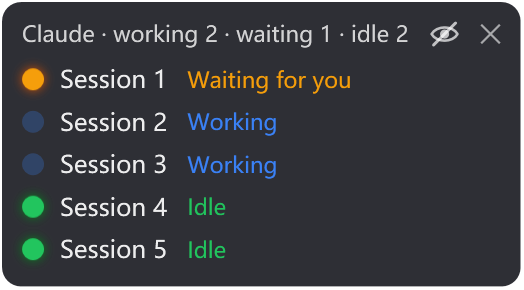 Claude · working 2 · waiting 1 · idle 2
Session 1 Waiting for you
Session 2 Working
Session 3 Working
Session 4 Idle
Session 5 Idle